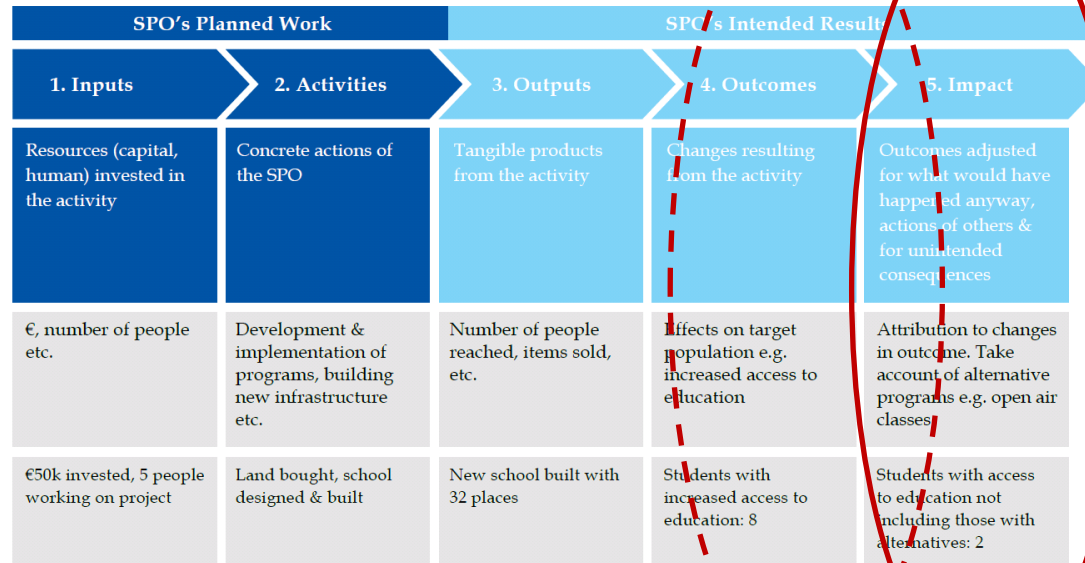 SPO's Planned Work
SPO's Intended Results
1. Inputs
2. Activities
3. Outputs
4. Outcomes
5. Impact
Resources (capital,
human) invested in
the activity
Concrete actions of
the SPO
Tangible products
from the activity
Changes resulting
from the activity
Outcomes adjusted
for what would have
happened anyway,
actions of others &
for unintended
consequences
€, number of people
etc.
Development &
implementation of
programs, building
new infrastructure
etc.
Number of people
reached, items sold,
etc.
Effects on target
population e.g.
increased access to
education
Attribution to changes
in outcome. Take
account of alternative
programs e.g. open air
classes
€50k invested, 5 people
working on project
Land bought, school
designed & built
New school built with
32 places
Students with
increased access to
education: 8
Students with access
to education not
including those with
alternatives: 2